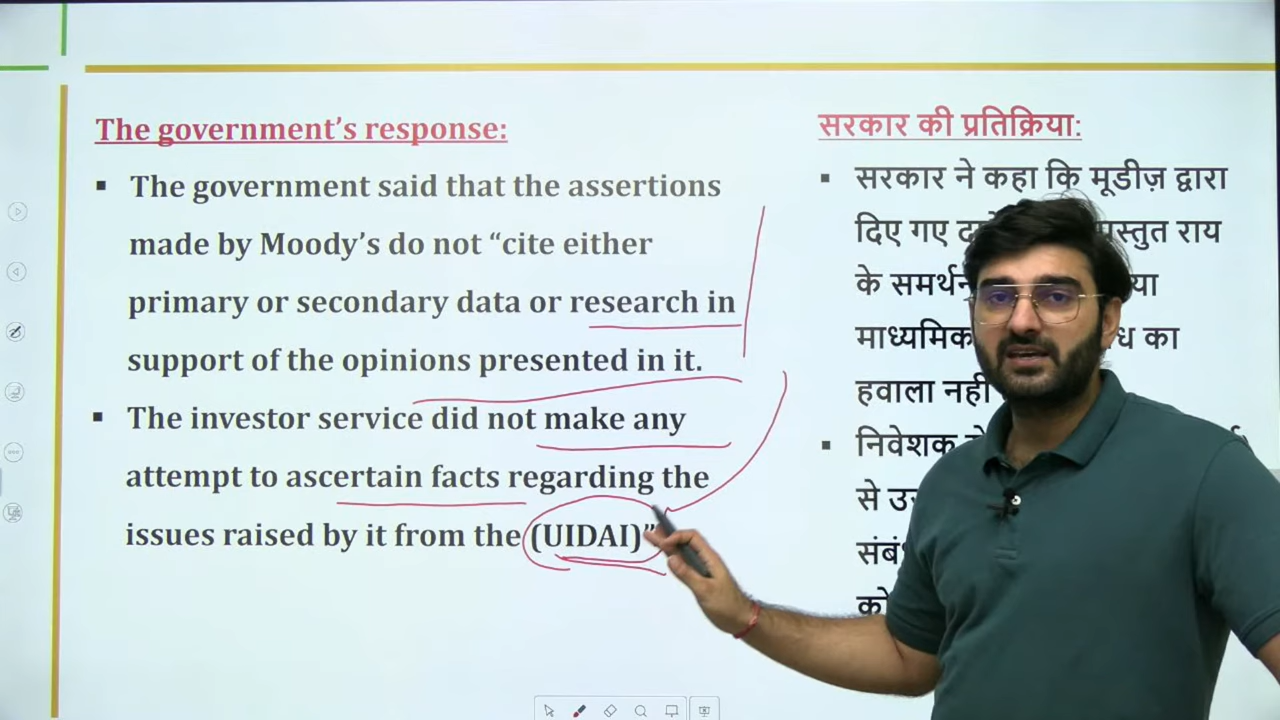 The government's response:
▪ The government said that the assertions
made by Moody's do not “cite either
primary or secondary data or research in
support of the opinions presented in it.
▪ The investor service did not make any
attempt to ascertain facts regarding the
issues raised by it from the (UIDAI)”
सरकार की प्रतिक्रिया:
▪ सरकार ने कहा कि मूडीज़ द्वारा
दिए गए राय
के
माध्यमिक का
हवाला नहीं
▪ निवेशक
से